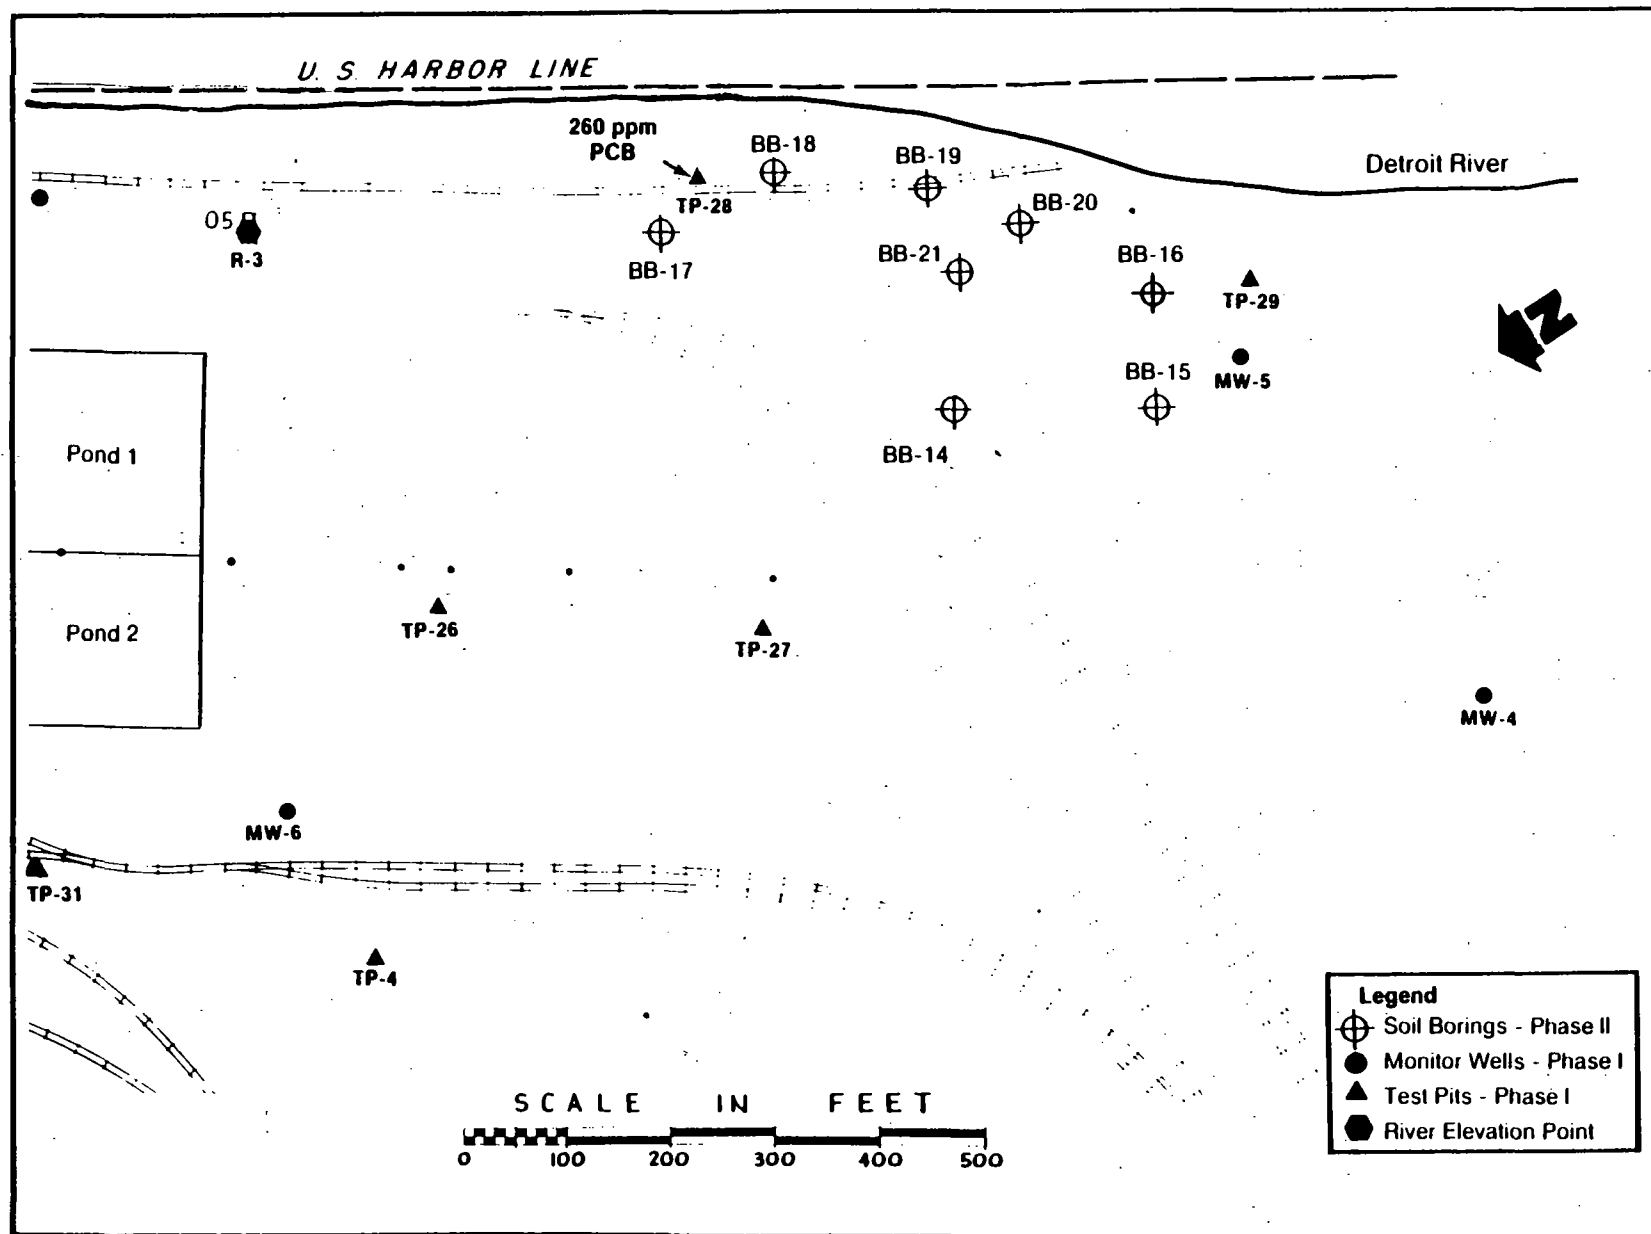 U. S. HARBOR LINE
260 ppm
PCB
BB-18
BB-19
Detroit River
TP-28
BB-20
05
R-3
BB-17
BB-21
BB-16
TP-29
N
BB-15
MW-5
Pond 1
BB-14
Pond 2
TP-26
TP-27
MW-4
MW-6
TP-31
TP-4
Legend
Soil Borings - Phase II
Monitor Wells - Phase I
Test Pits - Phase I
River Elevation Point
SCALE IN FEET
0 100 200 300 400 500